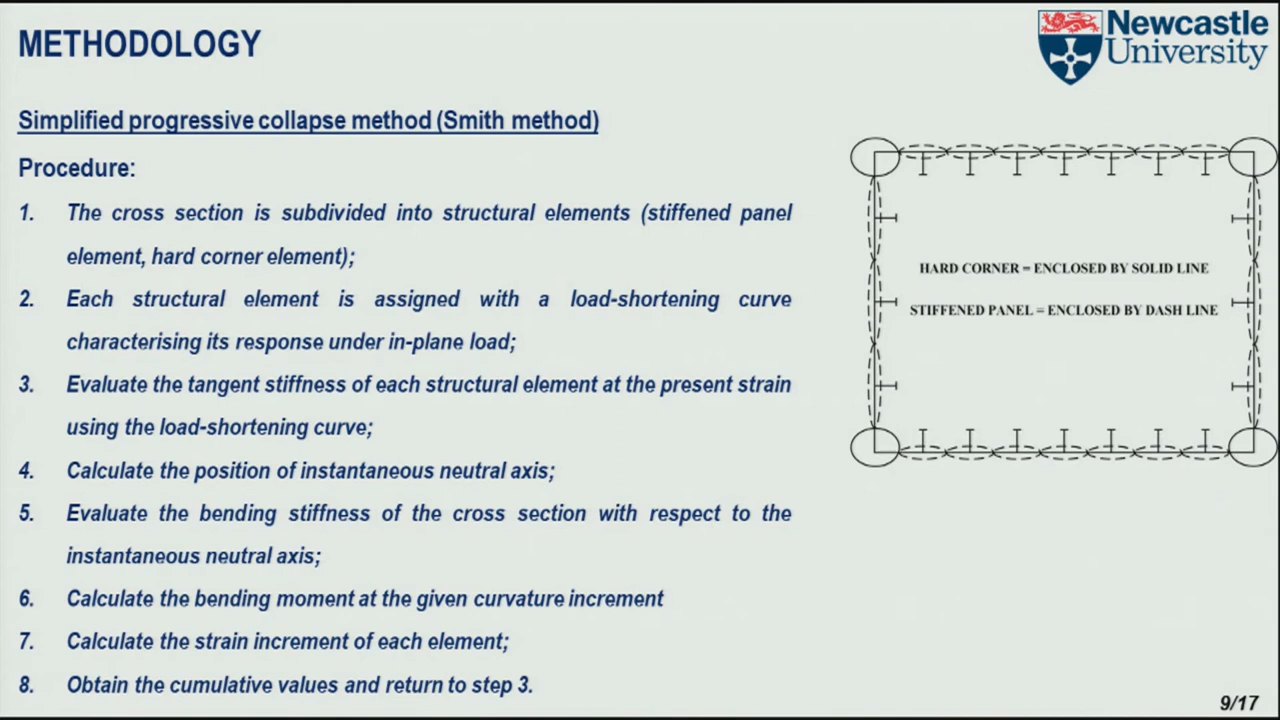 METHODOLOGY
Newcastle
University
Simplified progressive collapse method (Smith method)
Procedure:
1. The cross section is subdivided into structural elements (stiffened panel
element, hard corner element);
2. Each structural element is assigned with a load-shortening curve
characterising its response under in-plane load;
3. Evaluate the tangent stiffness of each structural element at the present strain
using the load-shortening curve;
4. Calculate the position of instantaneous neutral axis;
5. Evaluate the bending stiffness of the cross section with respect to the
instantaneous neutral axis;
6. Calculate the bending moment at the given curvature increment
7. Calculate the strain increment of each element;
8. Obtain the cumulative values and return to step 3.
HARD CORNER = ENCLOSED BY SOLID LINE
STIFFENED PANEL = ENCLOSED BY DASH LINE
9/17